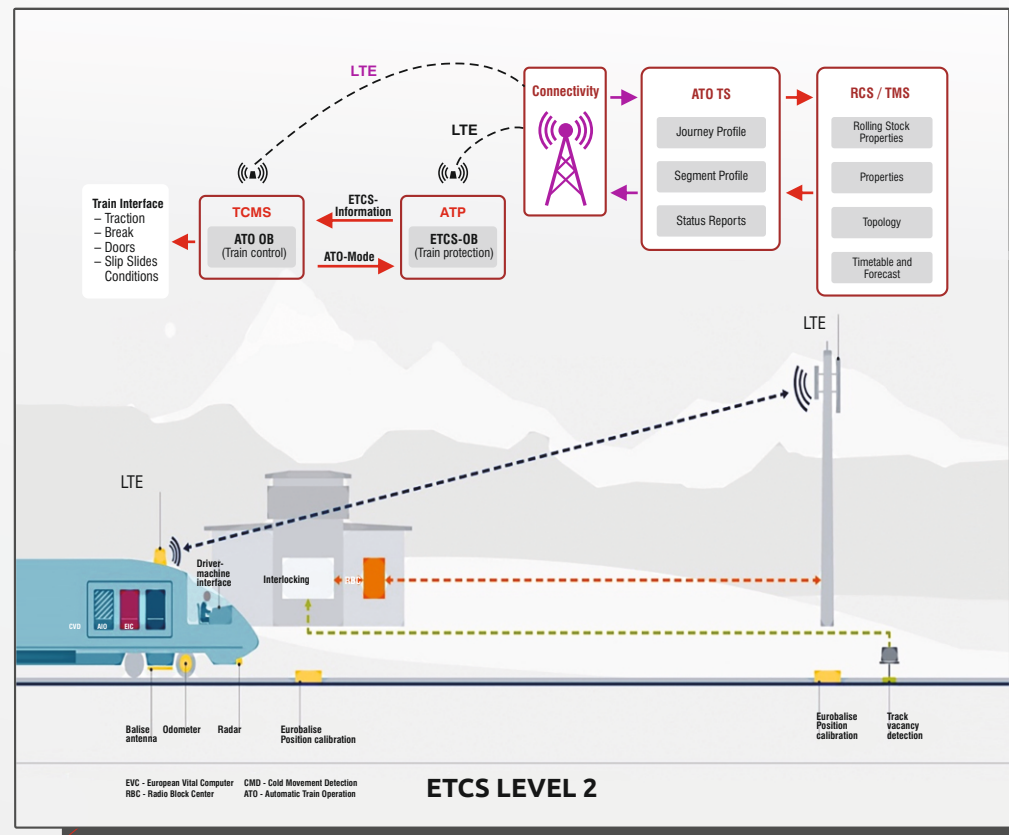 LTE
Connectivity
ATO TS
RCS / TMS
LTE
Journey Profile
Rolling Stock
Properties
Segment Profile
Properties
Status Reports
Topology
Timetable and
Forecast
Train Interface
– Traction
– Break
– Doors
– Slip Slides
Conditions
TCMS
ATO OB
(Train control)
ETCS-
Information
ATO-Mode
ATP
ETCS-OB
(Train protection)
LTE
LTE
Driver-
machine
interface
Interlocking
CVD
AIO
EIC
Balise
antenna
Odometer
Radar
Eurobalise
Position calibration
Eurobalise
Position
calibration
Track
vacancy
detection
EVC - European Vital Computer
CMD - Cold Movement Detection
RBC - Radio Block Center
ATO - Automatic Train Operation
ETCS LEVEL 2